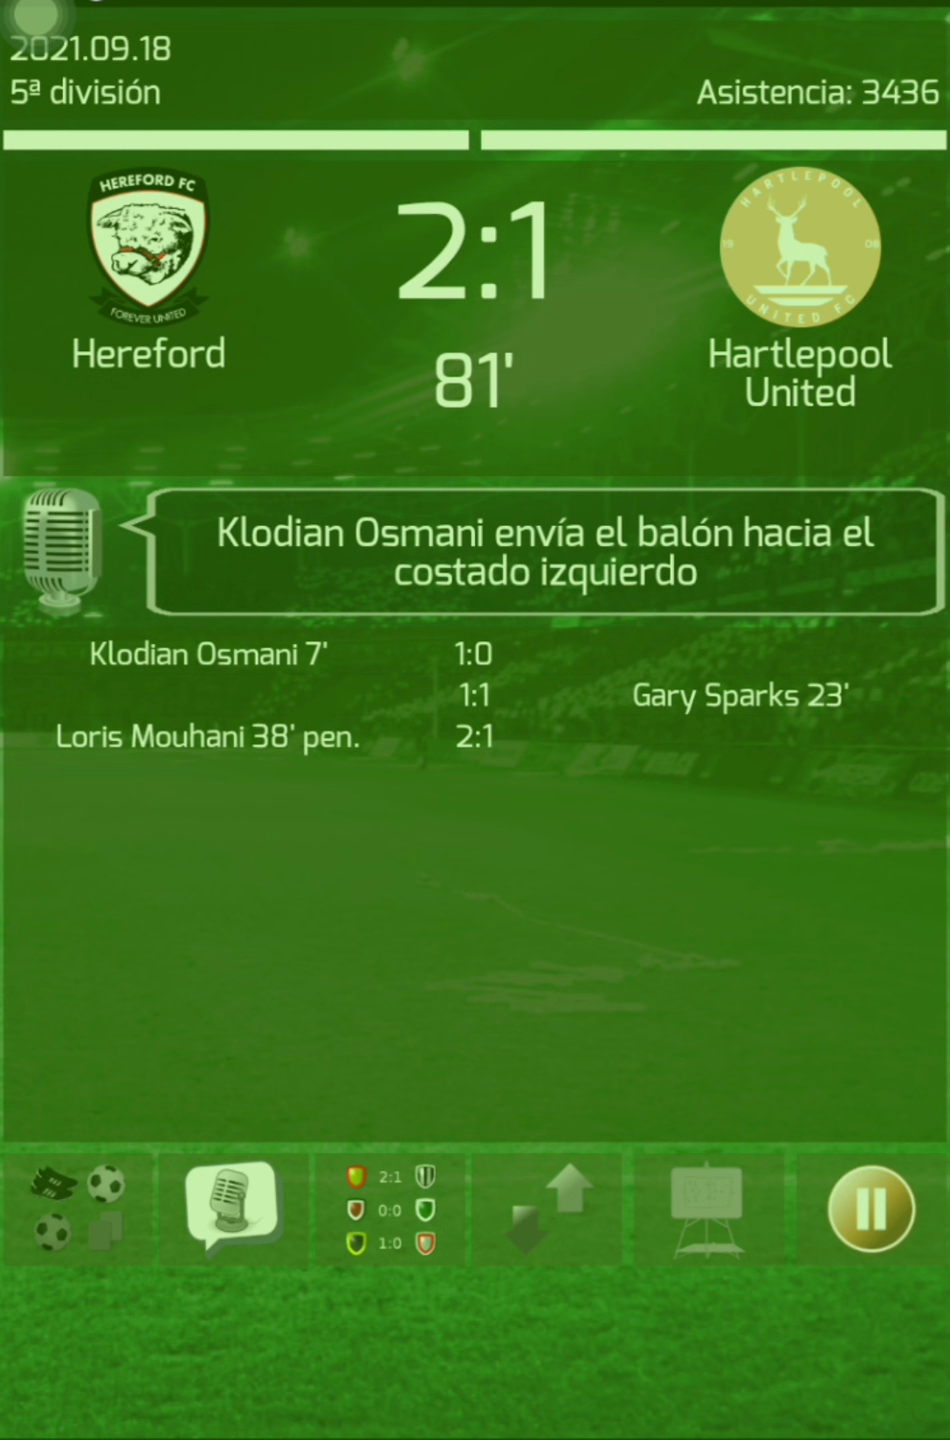 2021.09.18
5ª división
Asistencia: 3436
HEREFORD FC
FOREVER UNITED
Hereford
2:1
81'
HARTLEPOOL
19 08
UNITED FC
Hartlepool
United
Klodian Osmani envía el balón hacia el
costado izquierdo
Klodian Osmani 7' 1:0
1:1 Gary Sparks 23'
Loris Mouhani 38' pen. 2:1
2:1
0:0
1:0